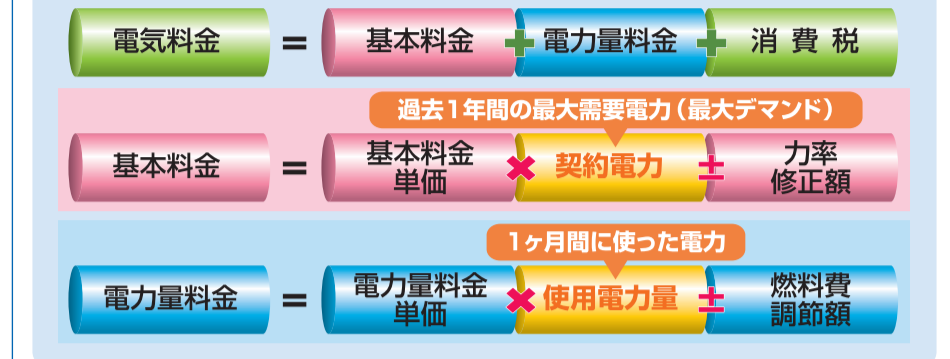 電気料金 = 基本料金 + 電力量料金 + 消費税
過去1年間の最大需要電力(最大デマンド)
基本料金 = 基本料金単価 × 契約電力 ± 力率修正額
1ヶ月間に使った電力
電力量料金 = 電力量料金単価 × 使用電力量 ± 燃料費調節額